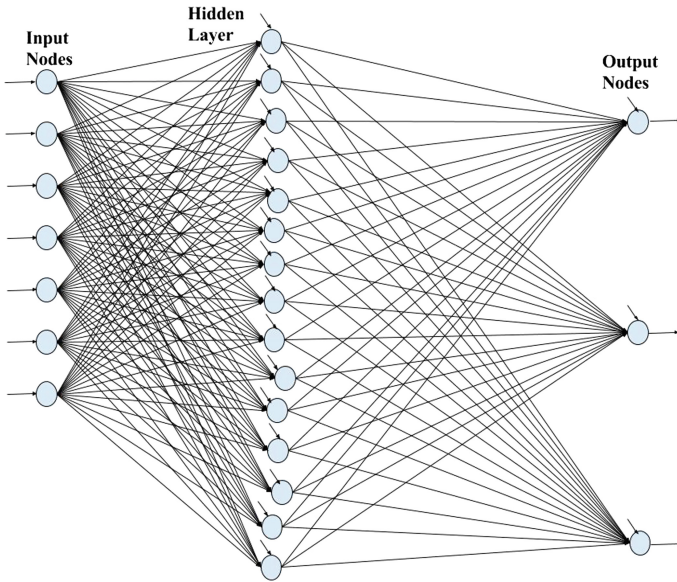 Input
Nodes
Hidden
Layer
Output
Nodes